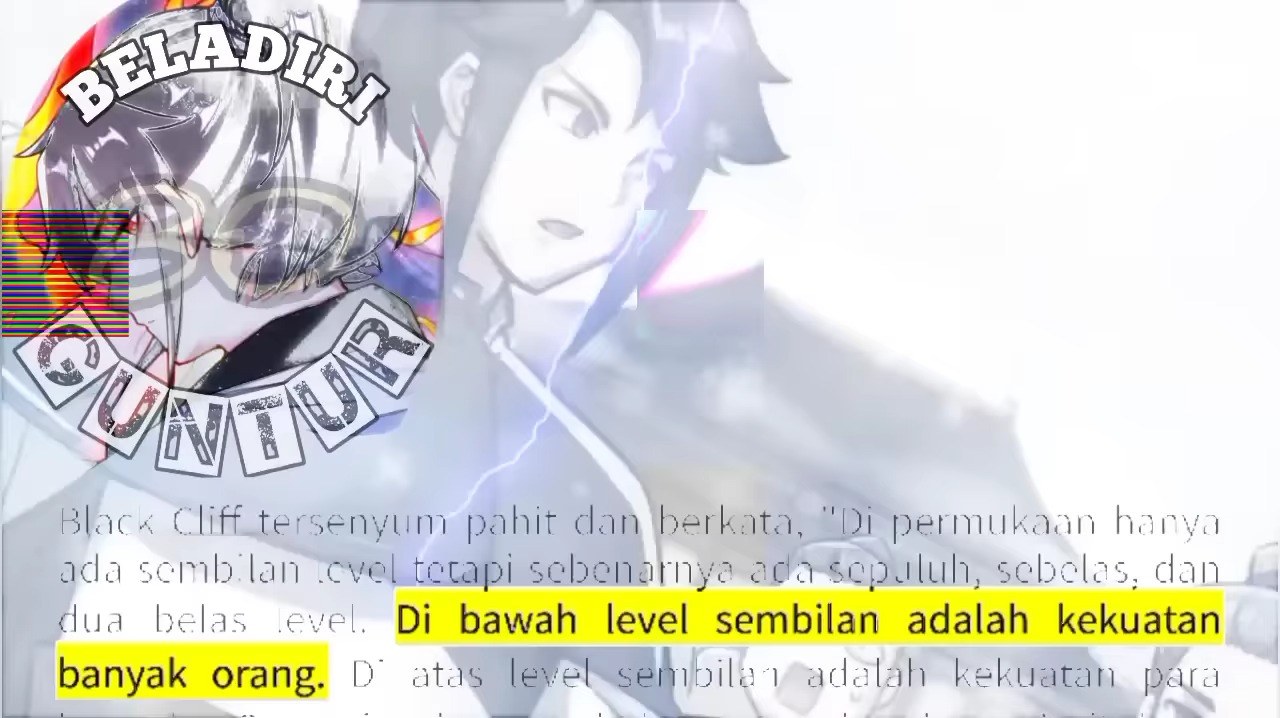 BELADIRI
GUNTUR
Black Cliff tersenyum pahit dan berkata, "Di permukaan hanya
ada sembilan level tetapi sebenarnya ada sepuluh, sebelas, dan
dua belas level. Di bawah level sembilan adalah kekuatan
banyak orang. Di atas level sembilan adalah kekuatan para